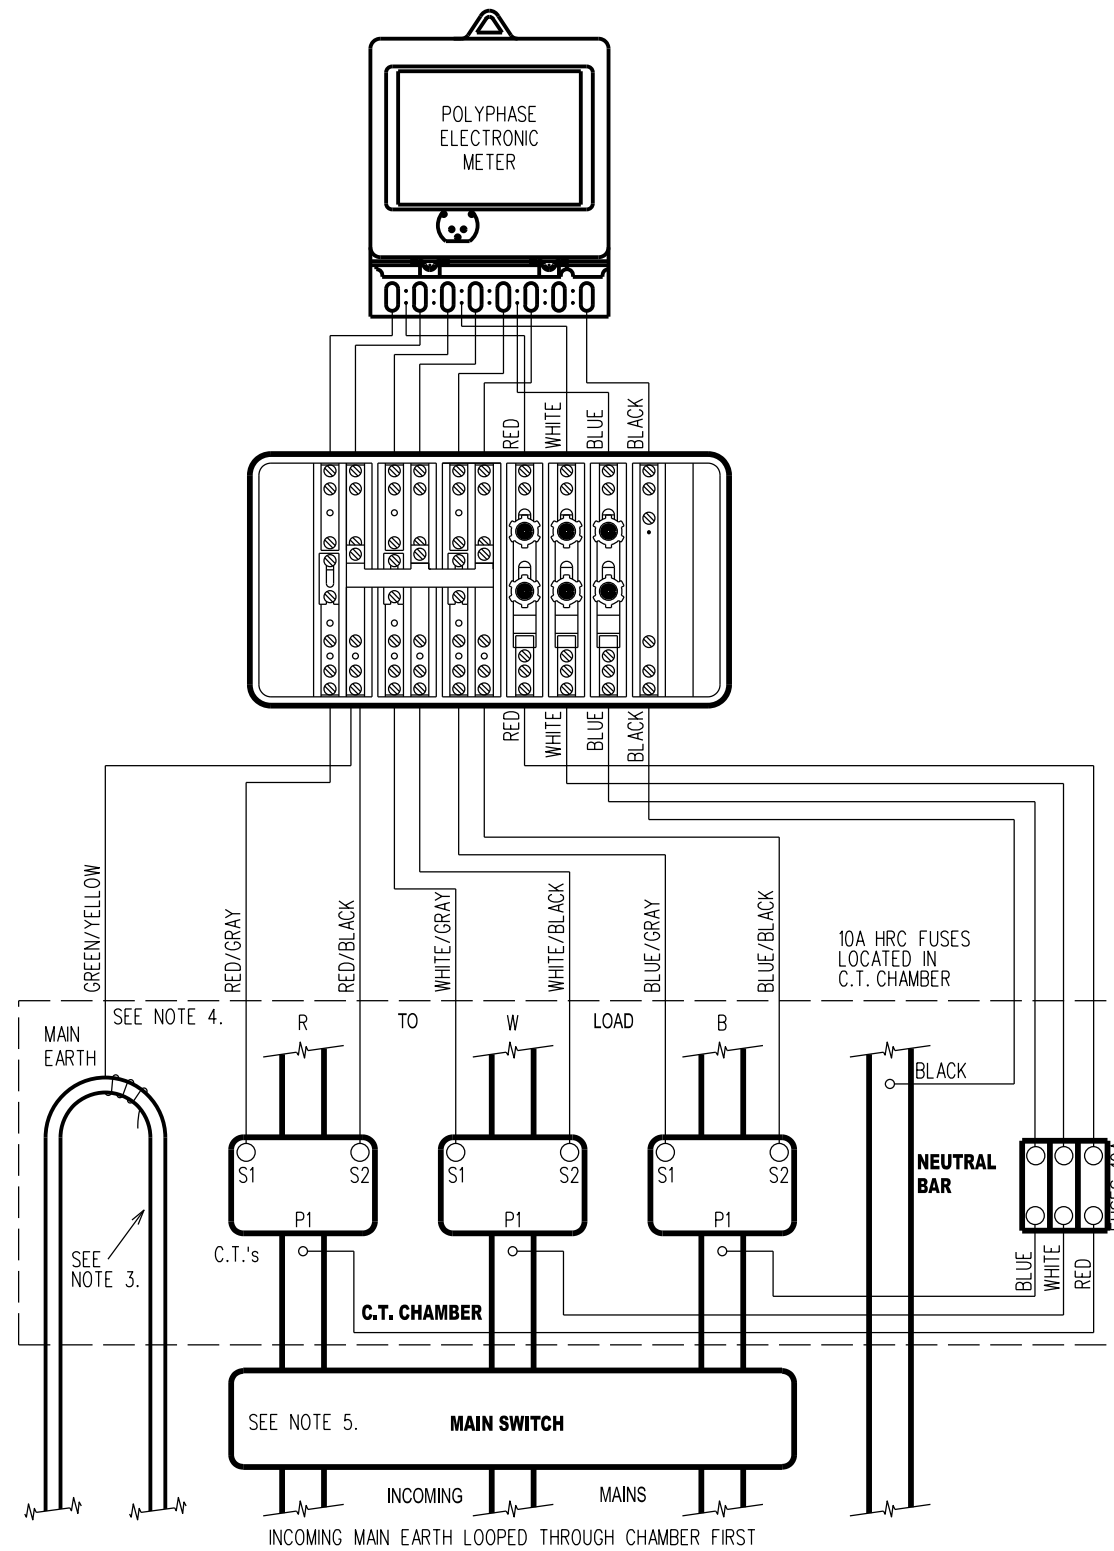 POLYPHASE
ELECTRONIC
METER
RED
WHITE
BLUE
BLACK
RED
WHITE
BLUE
BLACK
GREEN/YELLOW
RED/GRAY
RED/BLACK
WHITE/GRAY
WHITE/BLACK
BLUE/GRAY
BLUE/BLACK
10A HRC FUSES
LOCATED IN
C.T. CHAMBER
SEE NOTE 4.
R TO W LOAD B
MAIN
EARTH
BLACK
S1 S2 S1 S2 S1 S2
NEUTRAL
BAR
P1 P1 P1
C.T.'s
SEE
NOTE 3.
BLUE
WHITE
RED
C.T. CHAMBER
SEE NOTE 5. MAIN SWITCH
INCOMING MAINS
INCOMING MAIN EARTH LOOPED THROUGH CHAMBER FIRST